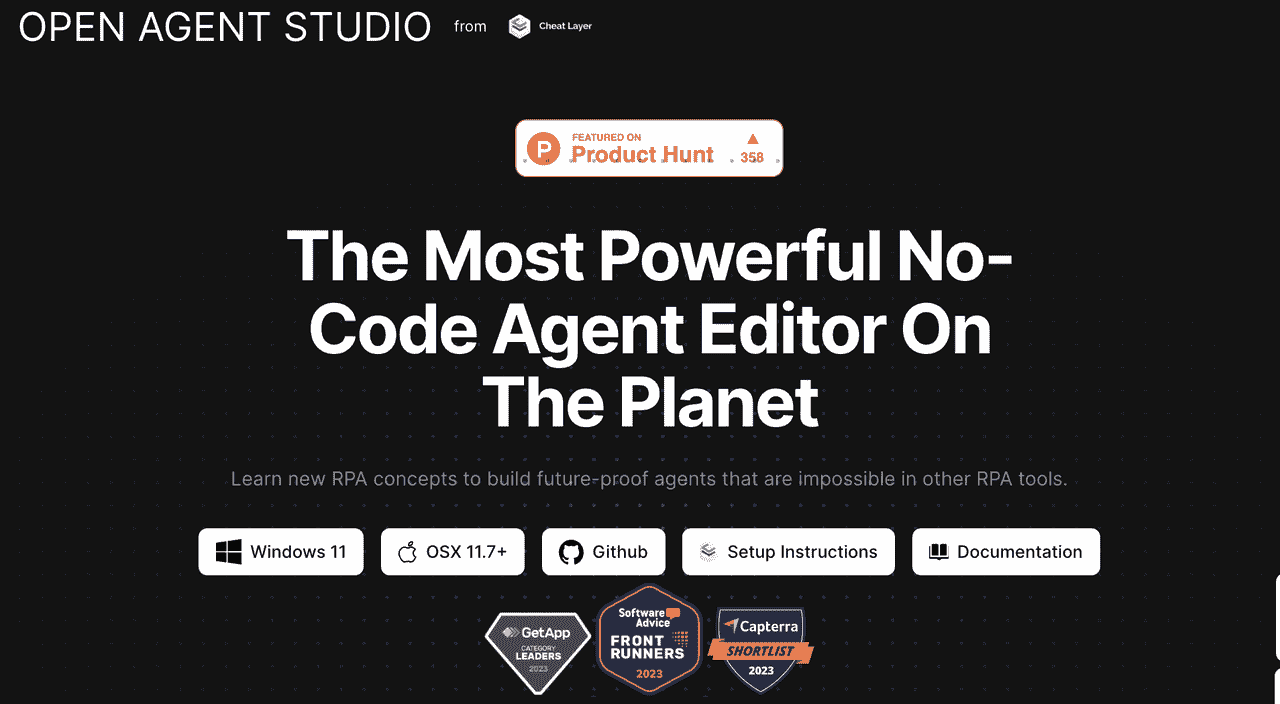 OPEN AGENT STUDIO from Cheat Layer
FEATURED ON
Product Hunt
358
The Most Powerful No-
Code Agent Editor On
The Planet
Learn new RPA concepts to build future-proof agents that are impossible in other RPA tools.
Windows 11
OSX 11.7+
Github
Setup Instructions
Documentation
GetApp
CATEGORY
LEADERS
Software
Advice
FRONT
RUNNERS
2023
Capterra
SHORTLIST
2023